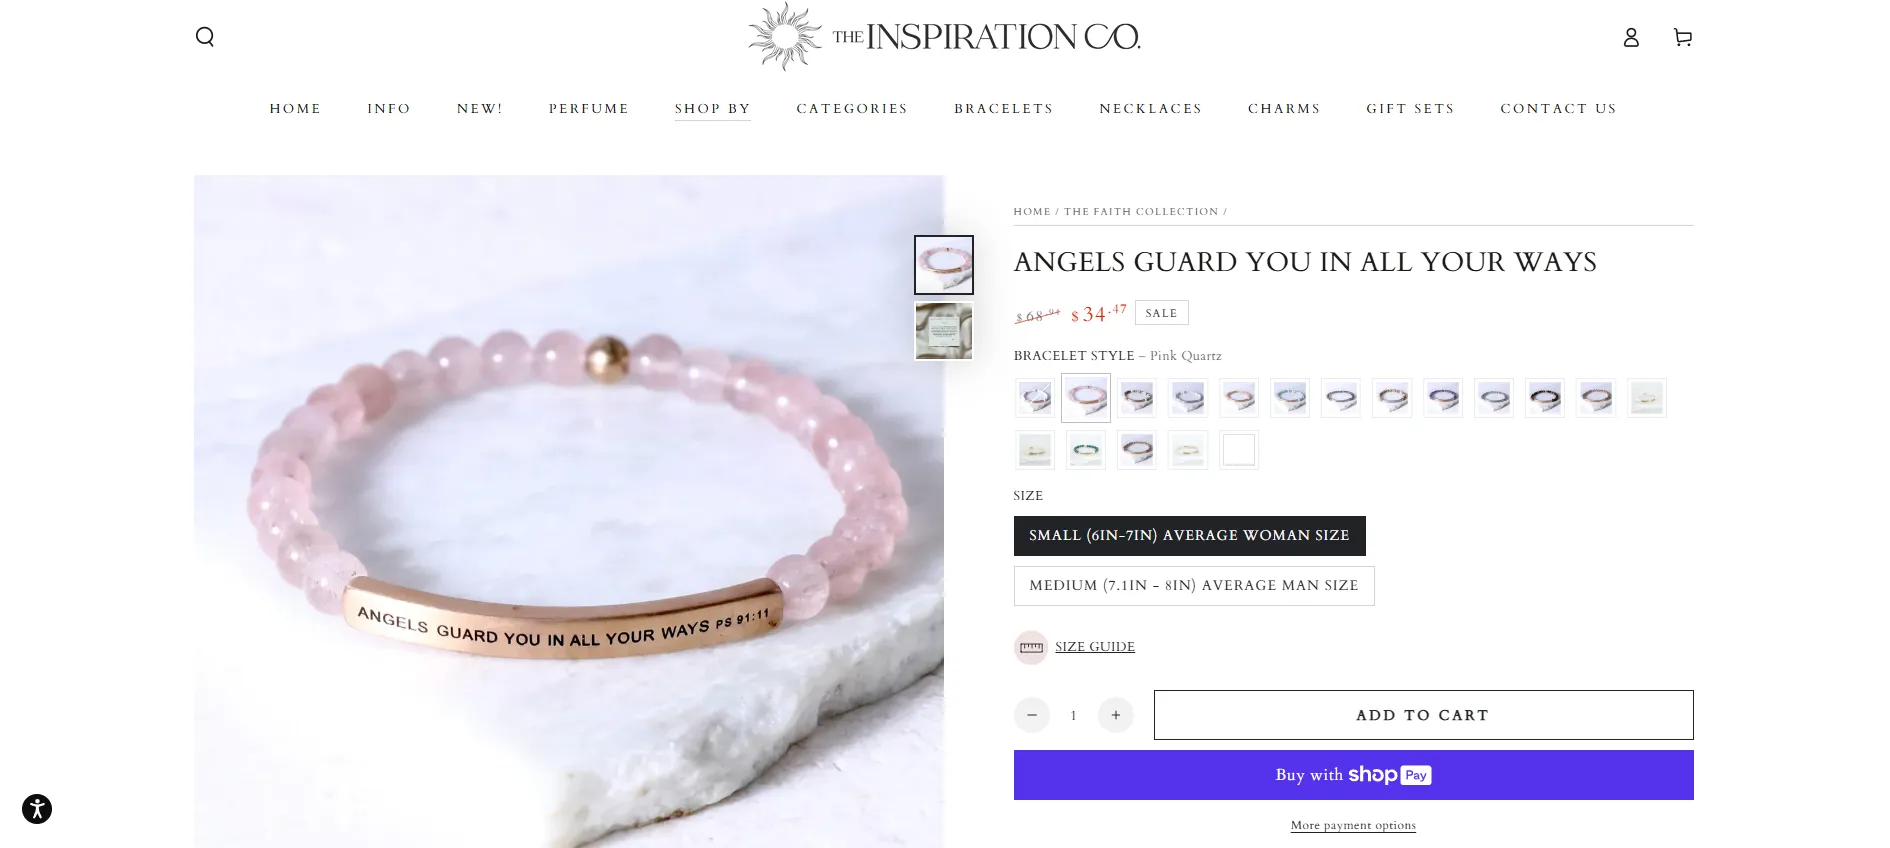 THE INSPIRATION CO.
HOME INFO NEW! PERFUME SHOP BY CATEGORIES BRACELETS NECKLACES CHARMS GIFT SETS CONTACT US
HOME / THE FAITH COLLECTION /
ANGELS GUARD YOU IN ALL YOUR WAYS
$68.94 $34.47 SALE
BRACELET STYLE – Pink Quartz
SIZE
SMALL (6IN-7IN) AVERAGE WOMAN SIZE
MEDIUM (7.1IN - 8IN) AVERAGE MAN SIZE
SIZE GUIDE
− 1 + ADD TO CART
Buy with shop Pay
More payment options
ANGELS GUARD YOU IN ALL YOUR WAYS PS 91:11